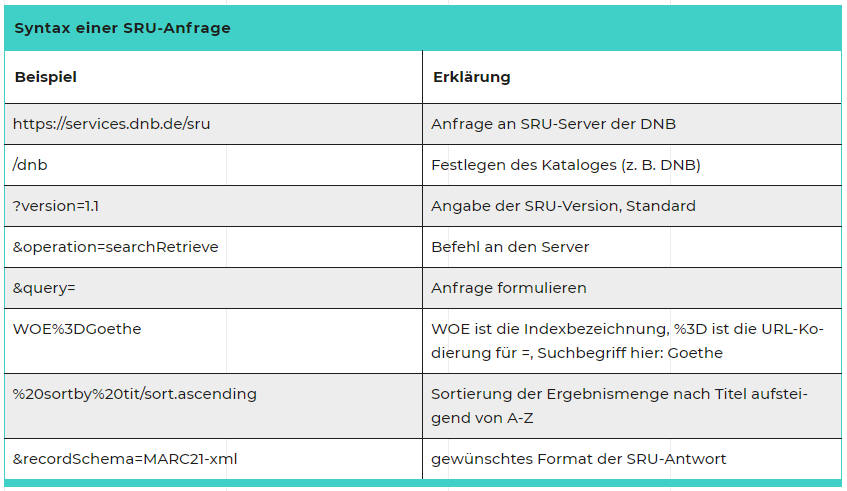 Syntax einer SRU-Anfrage
Beispiel Erklärung
https://services.dnb.de/sru Anfrage an SRU-Server der DNB
/dnb Festlegen des Kataloges (z. B. DNB)
?version=1.1 Angabe der SRU-Version, Standard
&operation=searchRetrieve Befehl an den Server
&query= Anfrage formulieren
WOE%3DGoethe WOE ist die Indexbezeichnung, %3D ist die URL-Ko-
dierung für =, Suchbegriff hier: Goethe
%20sortby%20tit/sort.ascending Sortierung der Ergebnismenge nach Titel aufstei-
gend von A-Z
&recordSchema=MARC21-xml gewünschtes Format der SRU-Antwort